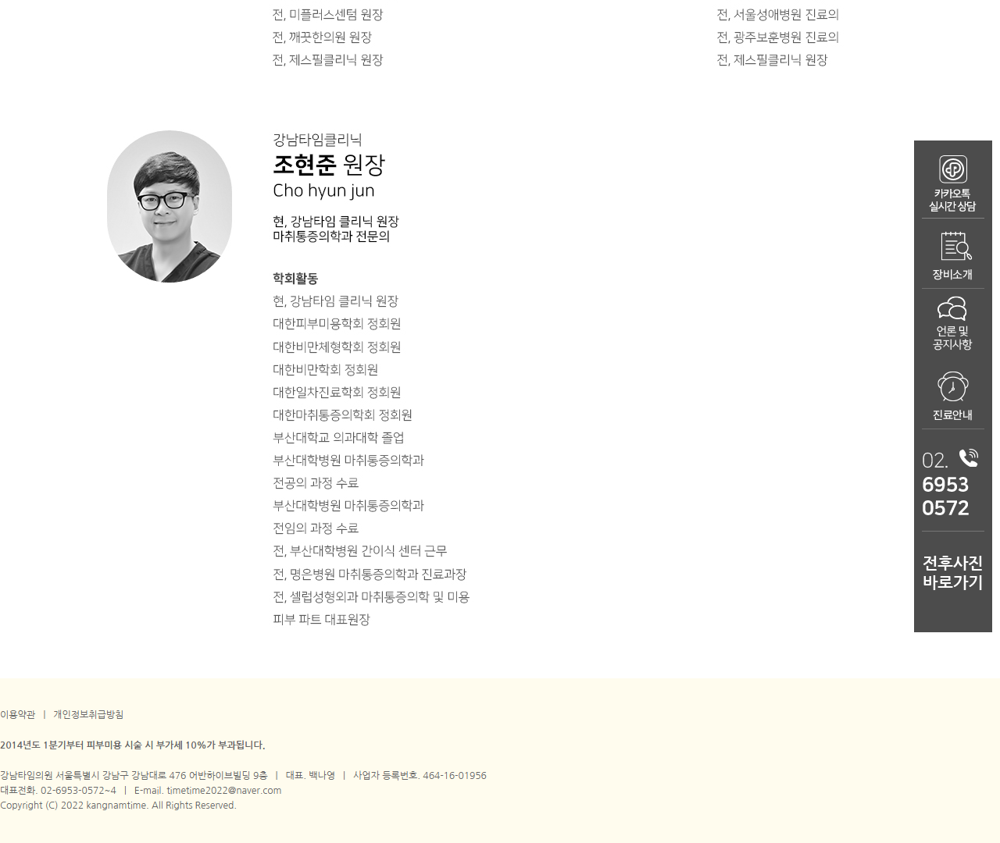 전, 미플러스센텀 원장
전, 깨끗한의원 원장
전, 제스필클리닉 원장
전, 서울성애병원 진료의
전, 광주보훈병원 진료의
전, 제스필클리닉 원장
강남타임클리닉
조현준 원장
Cho hyun jun
현, 강남타임 클리닉 원장
마취통증의학과 전문의
학회활동
현, 강남타임 클리닉 원장
대한피부미용학회 정회원
대한비만체형학회 정회원
대한비만학회 정회원
대한일차진료학회 정회원
대한마취통증의학회 정회원
부산대학교 의과대학 졸업
부산대학병원 마취통증의학과
전공의 과정 수료
부산대학병원 마취통증의학과
전임의 과정 수료
전, 부산대학병원 간이식 센터 근무
전, 명은병원 마취통증의학과 진료과장
전, 셀럽성형외과 마취통증의학 및 미용
피부 파트 대표원장
카카오톡
실시간 상담
장비소개
언론 및
공지사항
진료안내
02.
6953
0572
전후사진
바로가기
이용약관 | 개인정보취급방침
2014년도 1분기부터 피부미용 시술 시 부가세 10%가 부과됩니다.
강남타임의원 서울특별시 강남구 강남대로 476 어반하이브빌딩 9층 | 대표. 백나영 | 사업자 등록번호. 464-16-01956
대표전화. 02-6953-0572~4 | E-mail. timetime2022@naver.com
Copyright (C) 2022 kangnamtime. All Rights Reserved.